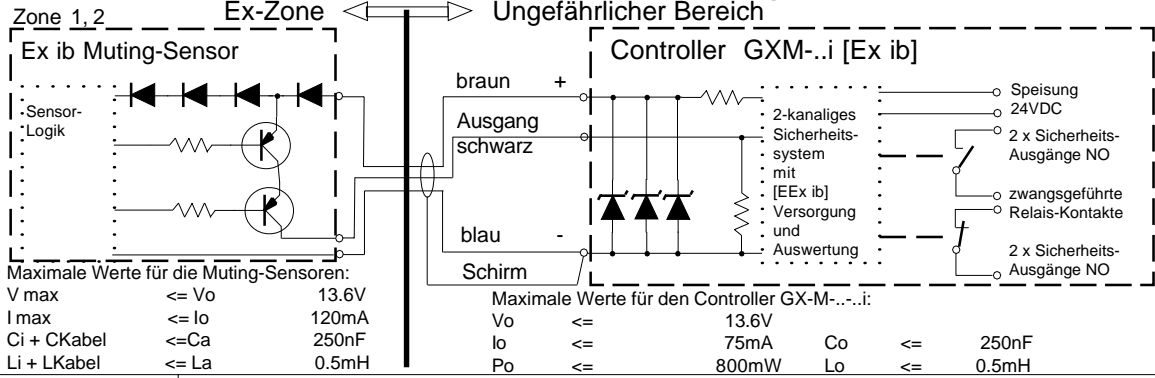 Zone 1, 2
Ex-Zone
Ungefährlicher Bereich
Ex ib Muting-Sensor
Sensor-
Logik
braun +
Ausgang
schwarz
blau -
Schirm
Controller GXM-..i [Ex ib]
2-kanaliges
Sicherheits-
system
mit
[EEx ib]
Versorgung
und
Auswertung
Speisung
24VDC
2 x Sicherheits-
Ausgänge NO
zwangsgeführte
Relais-Kontakte
2 x Sicherheits-
Ausgänge NO
Maximale Werte für die Muting-Sensoren:
V max <= Vo 13.6V
I max <= Io 120mA
Ci + CKabel <=Ca 250nF
Li + LKabel <= La 0.5mH
Maximale Werte für den Controller GX-M-..-..i:
Vo <= 13.6V
Io <= 75mA Co <= 250nF
Po <= 800mW Lo <= 0.5mH